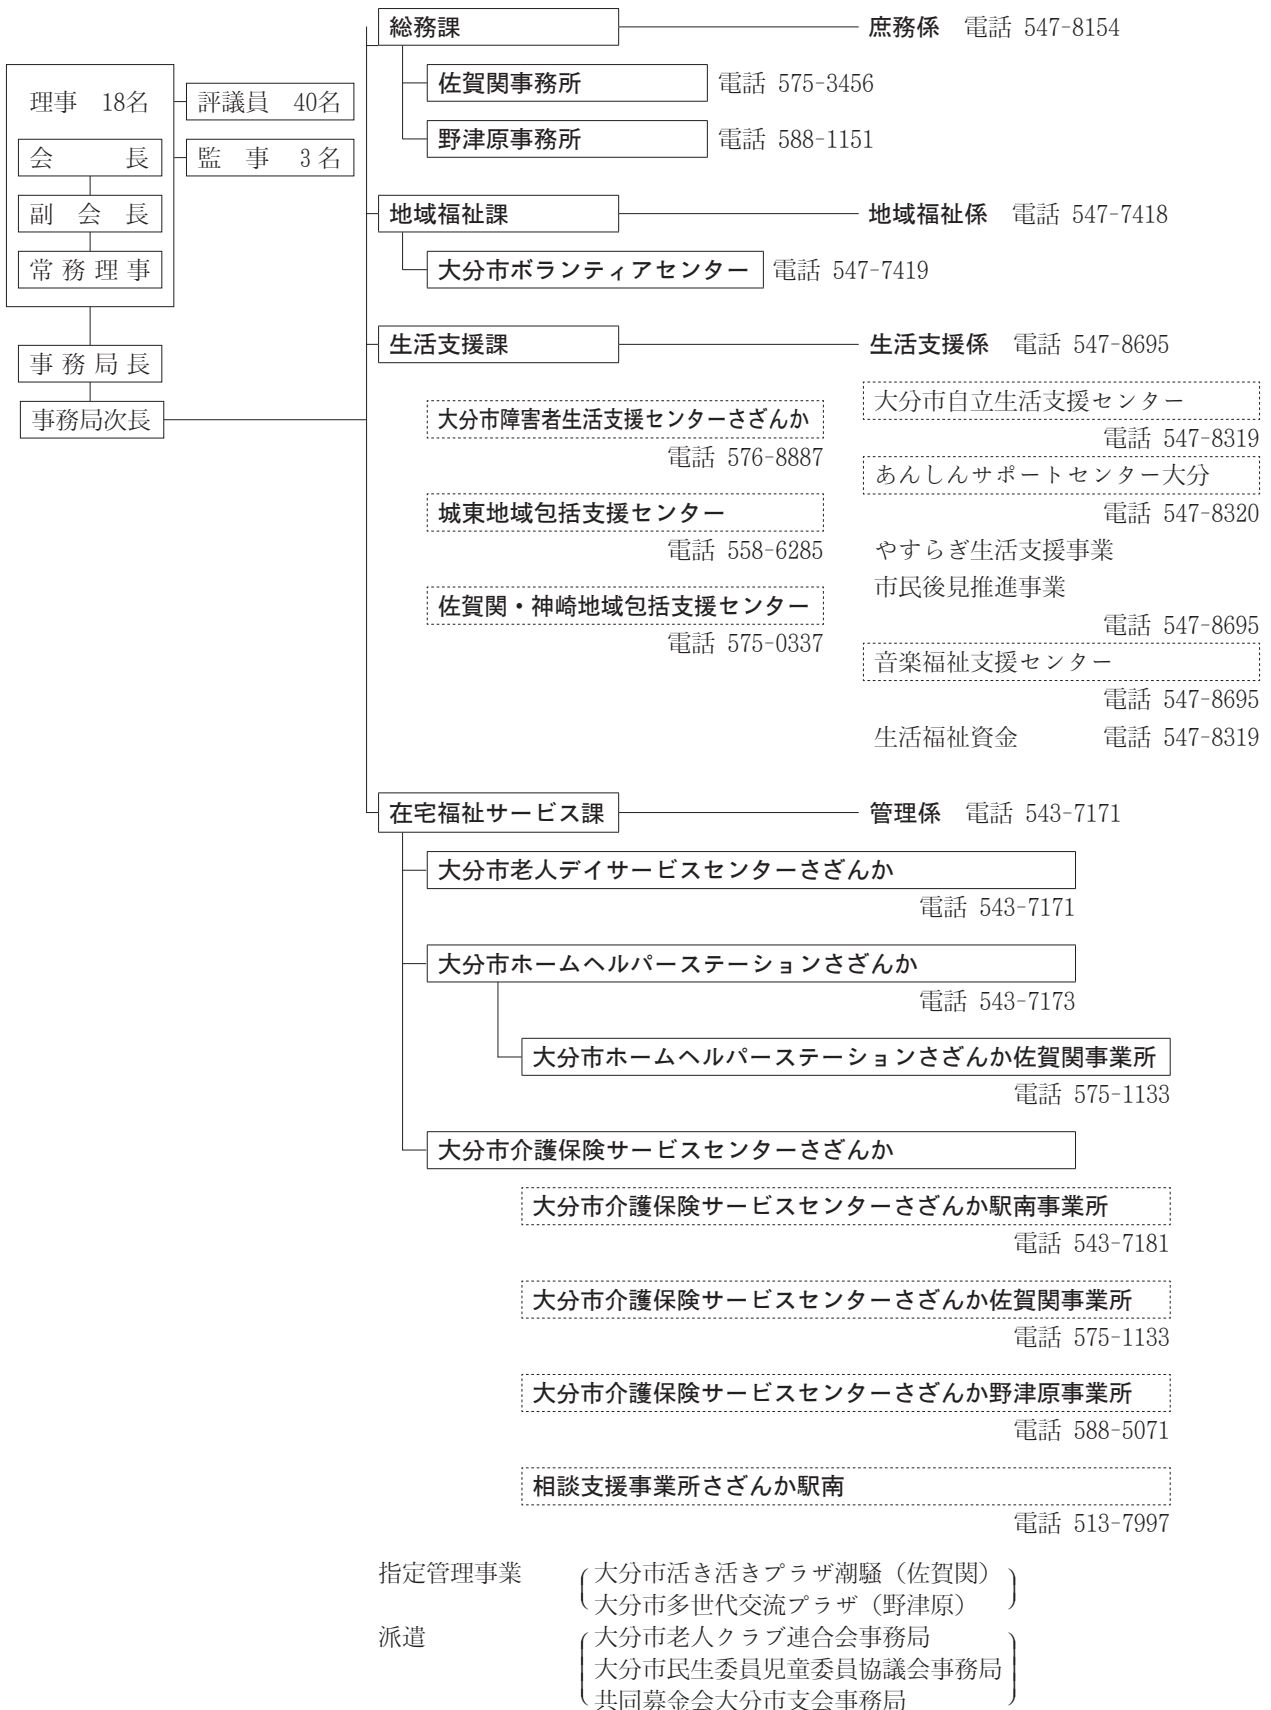 理事　18名
会　　　長
副　会　長
常務理事
事務局長
事務局次長
評議員　40名
監　事　3名
総務課　庶務係　電話 547-8154
佐賀関事務所　電話 575-3456
野津原事務所　電話 588-1151
地域福祉課　地域福祉係　電話 547-7418
大分市ボランティアセンター　電話 547-7419
生活支援課　生活支援係　電話 547-8695
大分市障害者生活支援センターさざんか
電話 576-8887
城東地域包括支援センター
電話 558-6285
佐賀関・神崎地域包括支援センター
電話 575-0337
大分市自立生活支援センター
電話 547-8319
あんしんサポートセンター大分
電話 547-8320
やすらぎ生活支援事業
市民後見推進事業
電話 547-8695
音楽福祉支援センター
電話 547-8695
生活福祉資金　電話 547-8319
在宅福祉サービス課　管理係　電話 543-7171
大分市老人デイサービスセンターさざんか
電話 543-7171
大分市ホームヘルパーステーションさざんか
電話 543-7173
大分市ホームヘルパーステーションさざんか佐賀関事業所
電話 575-1133
大分市介護保険サービスセンターさざんか
大分市介護保険サービスセンターさざんか駅南事業所
電話 543-7181
大分市介護保険サービスセンターさざんか佐賀関事業所
電話 575-1133
大分市介護保険サービスセンターさざんか野津原事業所
電話 588-5071
相談支援事業所さざんか駅南
電話 513-7997
指定管理事業　大分市活き活きプラザ潮騒（佐賀関）
大分市多世代交流プラザ（野津原）
派遣　大分市老人クラブ連合会事務局
大分市民生委員児童委員協議会事務局
共同募金会大分市支会事務局